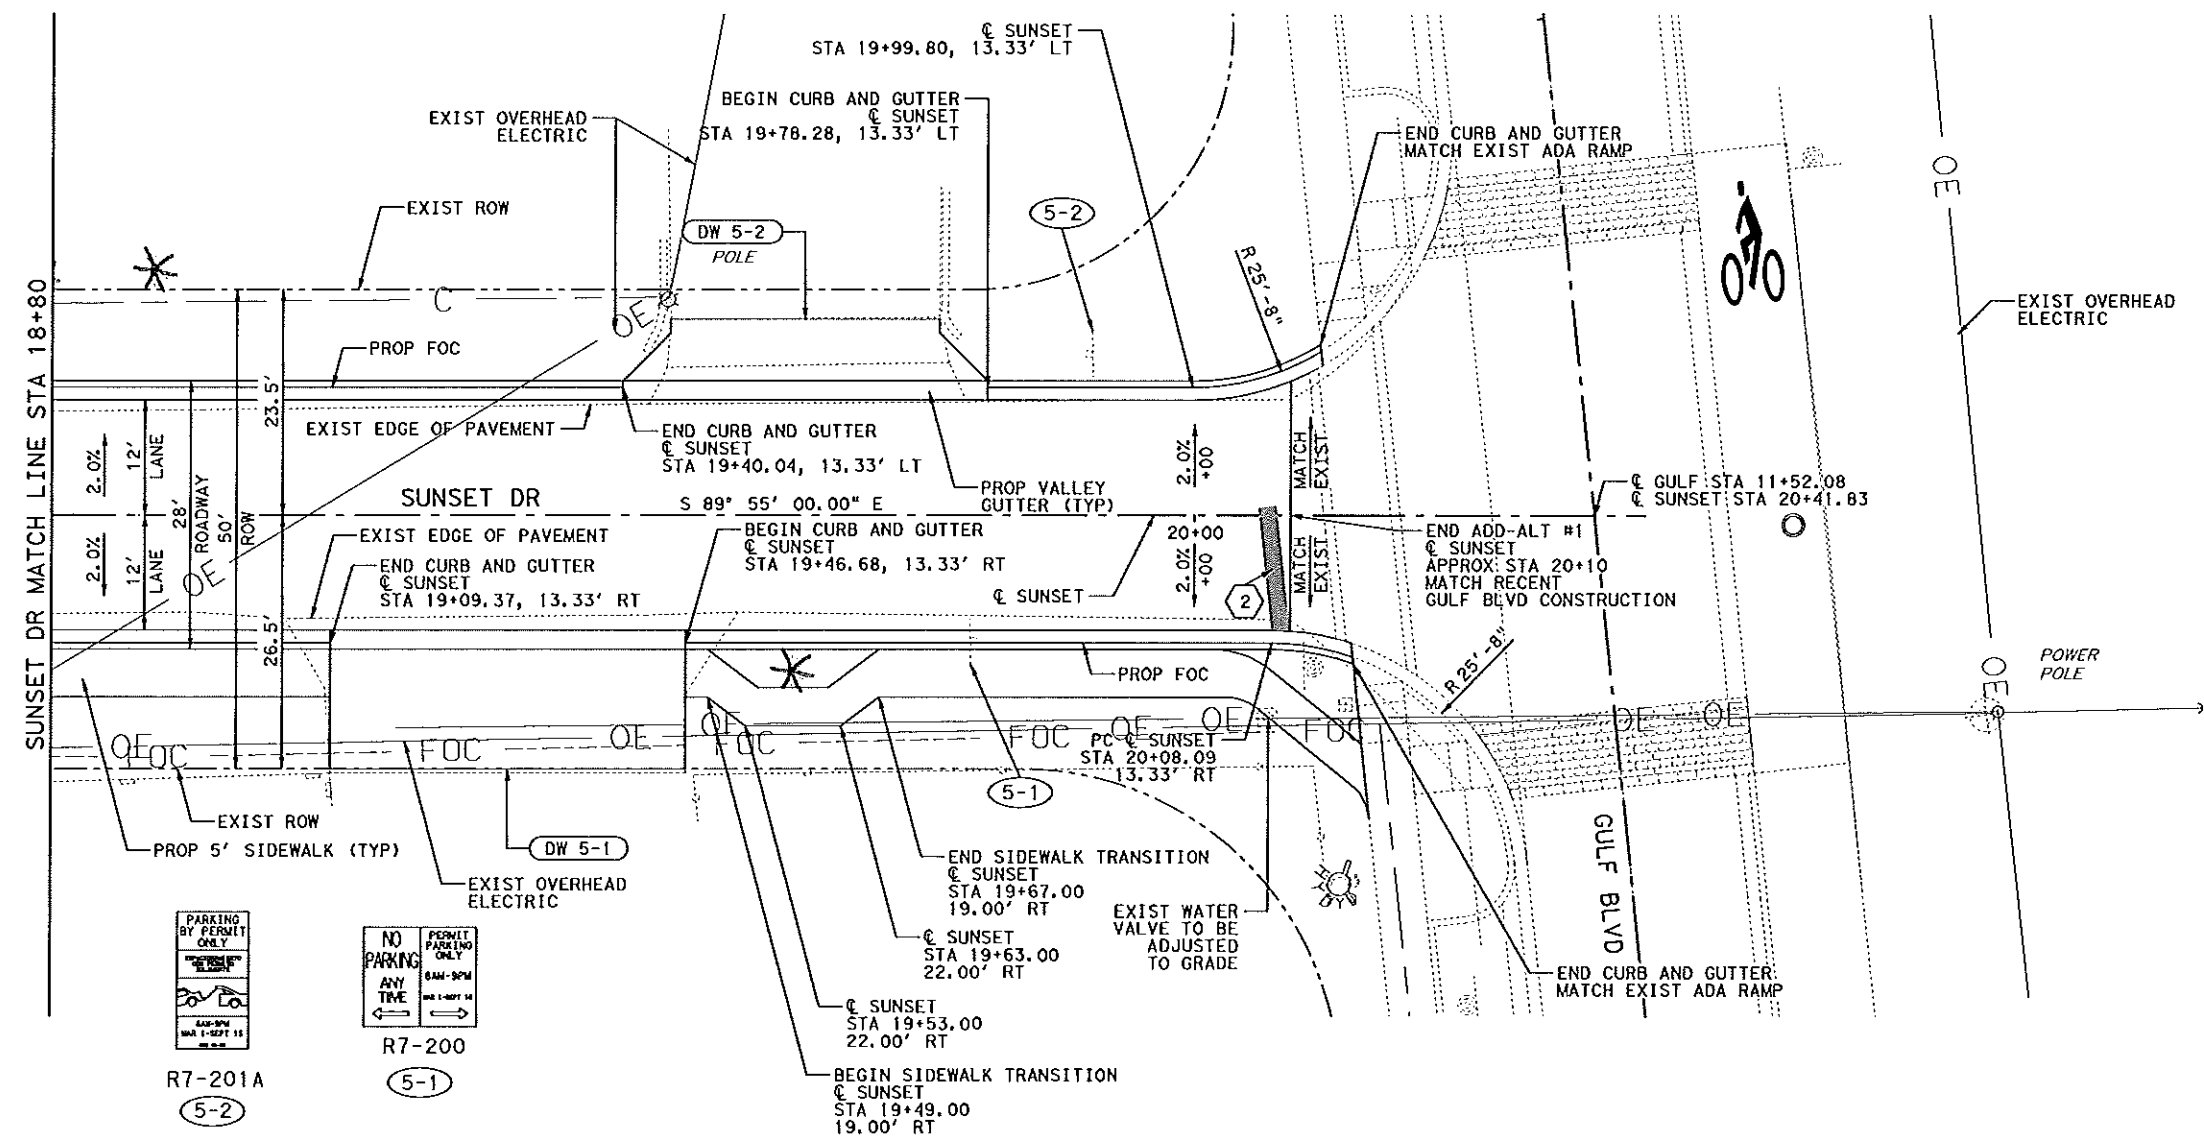 ℄ SUNSET
STA 19+99.80, 13.33' LT
BEGIN CURB AND GUTTER
℄ SUNSET
STA 19+78.28, 13.33' LT
EXIST OVERHEAD
ELECTRIC
END CURB AND GUTTER
MATCH EXIST ADA RAMP
EXIST ROW
DW 5-2
POLE
5-2
R 25'-8"
OE
EXIST OVERHEAD
ELECTRIC
C
OE
PROP FOC
SUNSET DR MATCH LINE STA 18+80
23.5'
EXIST EDGE OF PAVEMENT
END CURB AND GUTTER
℄ SUNSET
STA 19+40.04, 13.33' LT
2.0%
12'
LANE
28'
ROADWAY
50'
ROW
2.0%
+00
MATCH
EXIST
PROP VALLEY
GUTTER (TYP)
SUNSET DR
S 89° 55' 00.00" E
℄ GULF STA 11+52.08
℄ SUNSET STA 20+41.83
EXIST EDGE OF PAVEMENT
BEGIN CURB AND GUTTER
℄ SUNSET
STA 19+46.68, 13.33' RT
20+00
END ADD-ALT #1
℄ SUNSET
APPROX STA 20+10
MATCH RECENT
GULF BLVD CONSTRUCTION
2.0%
12'
LANE
OE
END CURB AND GUTTER
℄ SUNSET
STA 19+09.37, 13.33' RT
℄ SUNSET
2.0%
+00
MATCH
EXIST
2
26.5'
PROP FOC
R 25'-8"
OE
POWER
POLE
OE
FOC
FOC
OE
OE
FOC
FOC
OE
OE
FOC
OE
OE
PC ℄ SUNSET
STA 20+08.09
13.33' RT
5-1
EXIST ROW
PROP 5' SIDEWALK (TYP)
DW 5-1
EXIST OVERHEAD
ELECTRIC
END SIDEWALK TRANSITION
℄ SUNSET
STA 19+67.00
19.00' RT
GULF BLVD
EXIST WATER
VALVE TO BE
ADJUSTED
TO GRADE
℄ SUNSET
STA 19+63.00
22.00' RT
END CURB AND GUTTER
MATCH EXIST ADA RAMP
℄ SUNSET
STA 19+53.00
22.00' RT
BEGIN SIDEWALK TRANSITION
℄ SUNSET
STA 19+49.00
19.00' RT
PARKING
BY PERMIT
ONLY
8AM-9PM
MAR 1-SEPT 15
R7-201A
5-2
NO
PARKING
ANY
TIME
PERMIT
PARKING
ONLY
8AM-9PM
R7-200
5-1